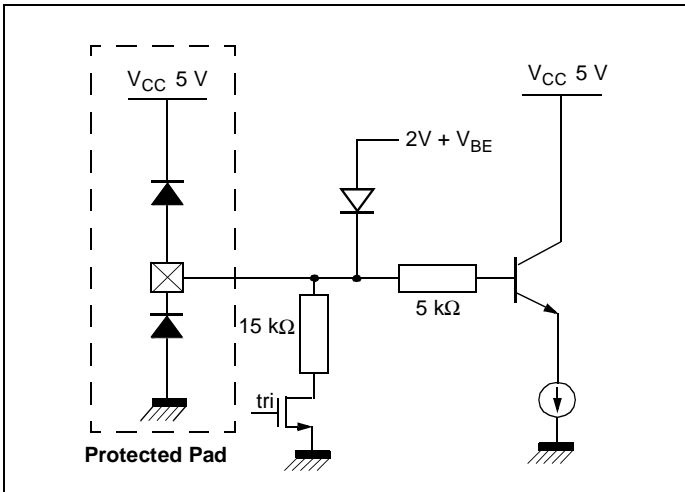 V_CC 5 V
V_CC 5 V
2V + V_BE
15 kΩ
5 kΩ
tri
Protected Pad